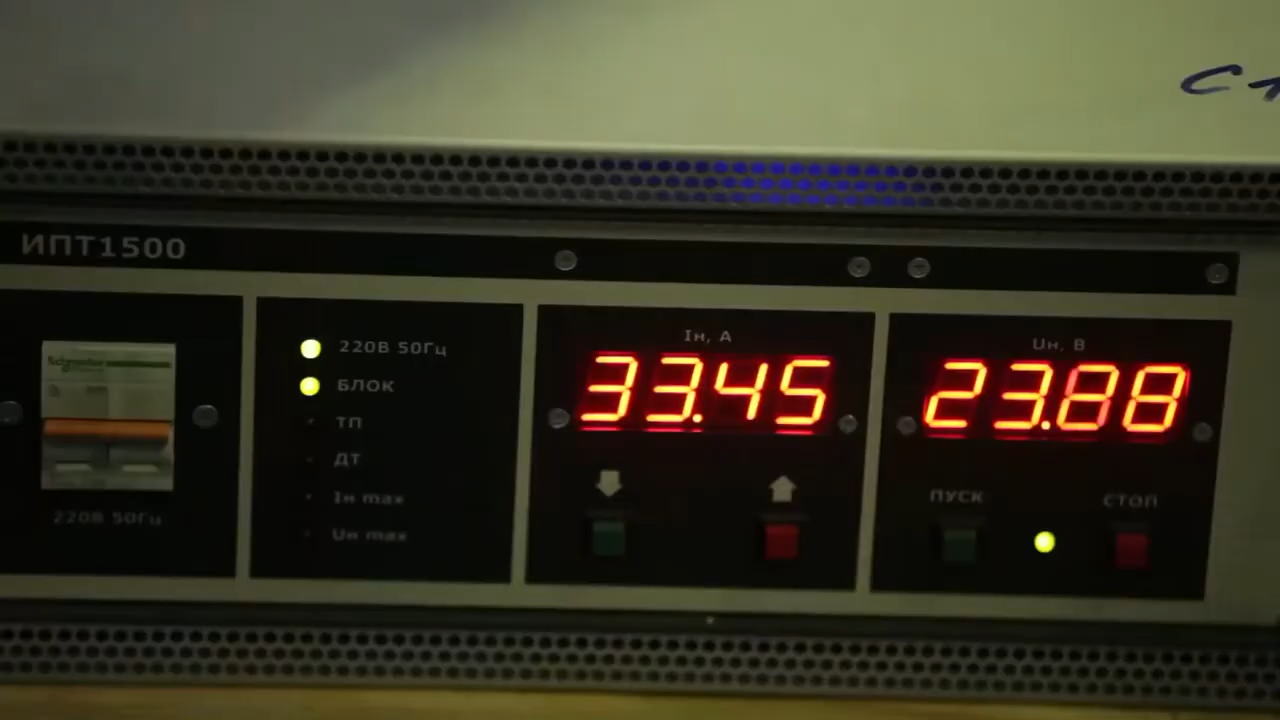 ИПТ1500
Schneider
220В 50Гц
220В 50Гц
БЛОК
ТП
ДТ
Iн max
Uн max
Iн, А
33.45
Uн, В
23.88
ПУСК
СТОП